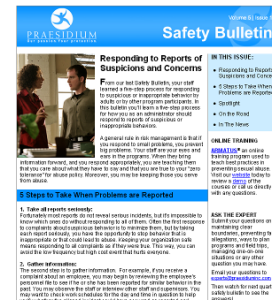 PRAESIDIUM
Volume 5, Issue
Safety Bulletin
Responding to Reports of
Suspicions and Concerns
From our last Safety Bulletin, your staff
learned a five-step process for responding
to suspicious or inappropriate behavior by
adults or by other program participants. In
this bulletin you'll learn a five-step process
for how you as an administrator should
respond to reports of suspicious or
inappropriate behaviors.
A general rule in risk management is that if
you respond to small problems, you prevent
big problems. Your staff are your eyes and
ears in the programs. When they bring
information forward, and you respond appropriately, you are teaching them
that you care about what they have to say and that you are true to your "zero
tolerance" for abuse policy. Moreover, you may be keeping those you serve
from abuse.
5 Steps to Take When Problems are Reported
1. Take all reports seriously:
Fortunately most reports do not reveal serious incidents, but it's impossible to
know which ones do without responding to all of them. Often the first response
to complaints about suspicious behavior is to minimize them, but by taking
each report seriously, you have the opportunity to stop behavior that is
inappropriate or that could lead to abuse. Keeping your organization safe
means responding to all complaints as if they were true. This way, you can
avoid the low frequency but high cost event that hurts everyone.
2. Gather information:
The second step is to gather information. For example, if you receive a
complaint about an employee, you may begin by reviewing the employee's
personnel file to see if he or she has been reported for similar behavior in the
past. You may observe the staff or interview other staff and supervisors. You
may want to check work schedules for the day and time in question to help
IN THIS ISSUE:
Responding to Reports
Suspicions and Concerns
5 Steps to Take When
Problems are Reported
Spotlight
On the Road
In The News
ONLINE TRAINING
ARMATUS® an online
training program used to
teach best practices in
preventing sexual abuse.
Visit our website today to
review a demo of the
courses or call us directly
with any questions.
ASK THE EXPERT
Submit your questions on
maintaining clear
boundaries, preventing false
allegations, ways to plan
programs and field trips,
managing one-on-one
situations or any other
situation you may have.
Email your questions to
Then watch for next
safety bulletin to see the
answers!